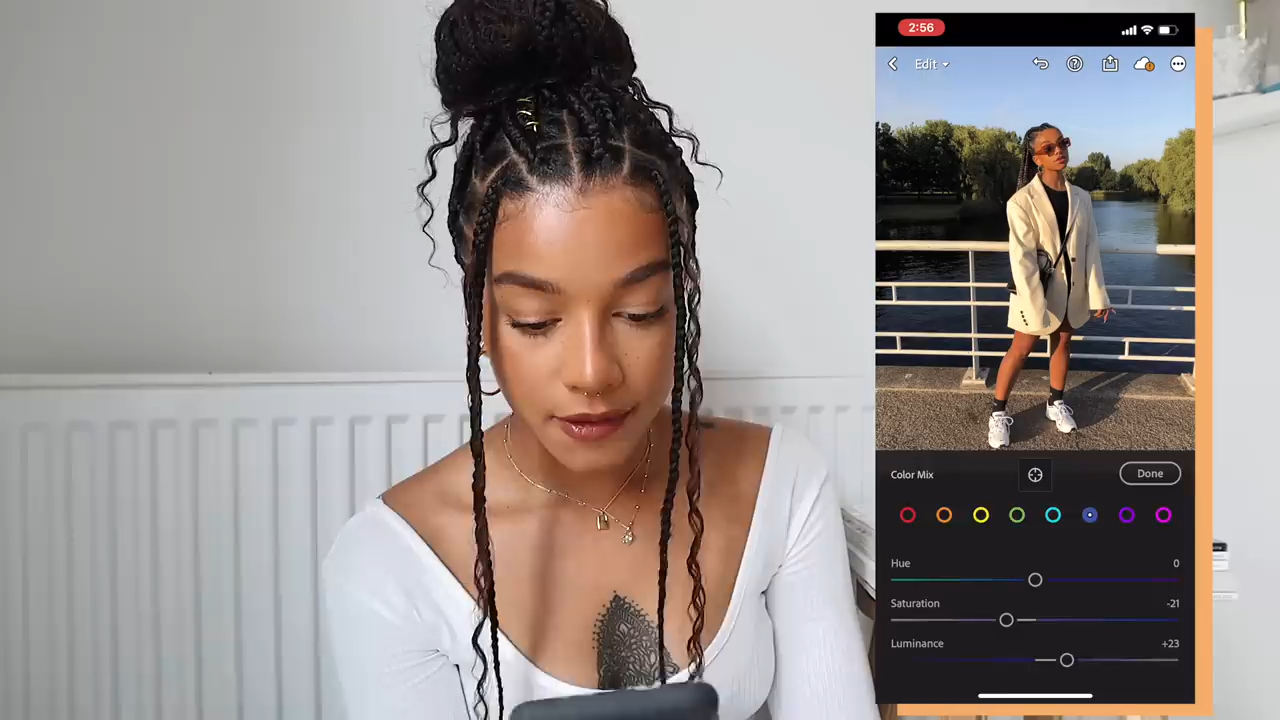 2:56
Edit
Color Mix
Done
Hue 0
Saturation -21
Luminance +23